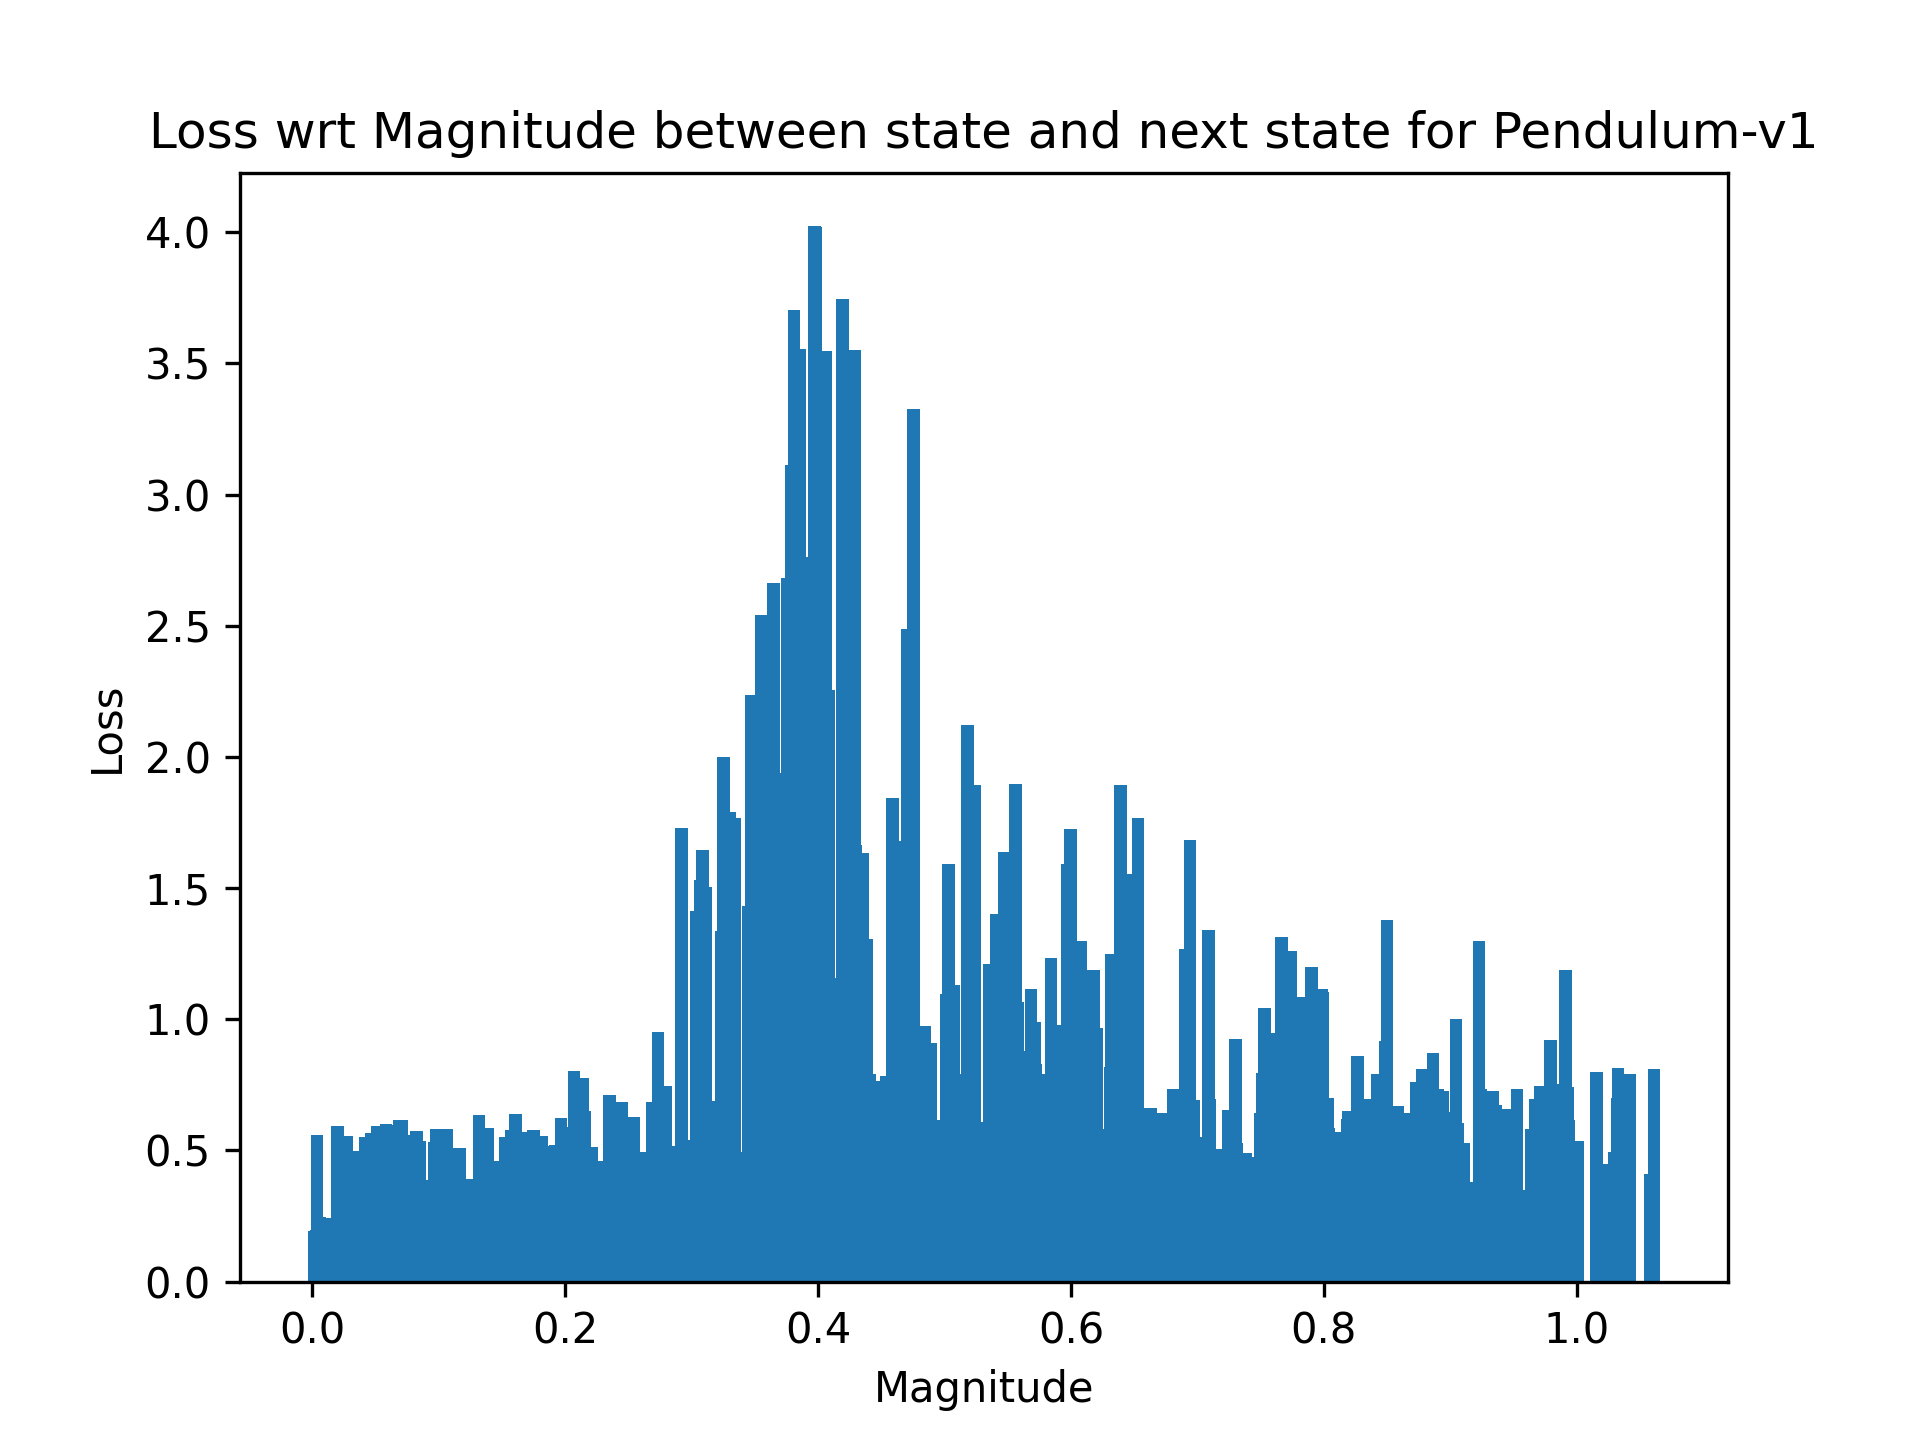 Loss wrt Magnitude between state and next state for Pendulum-v1
4.0
3.5
3.0
2.5
2.0
1.5
1.0
0.5
0.0
Loss
0.0 0.2 0.4 0.6 0.8 1.0
Magnitude